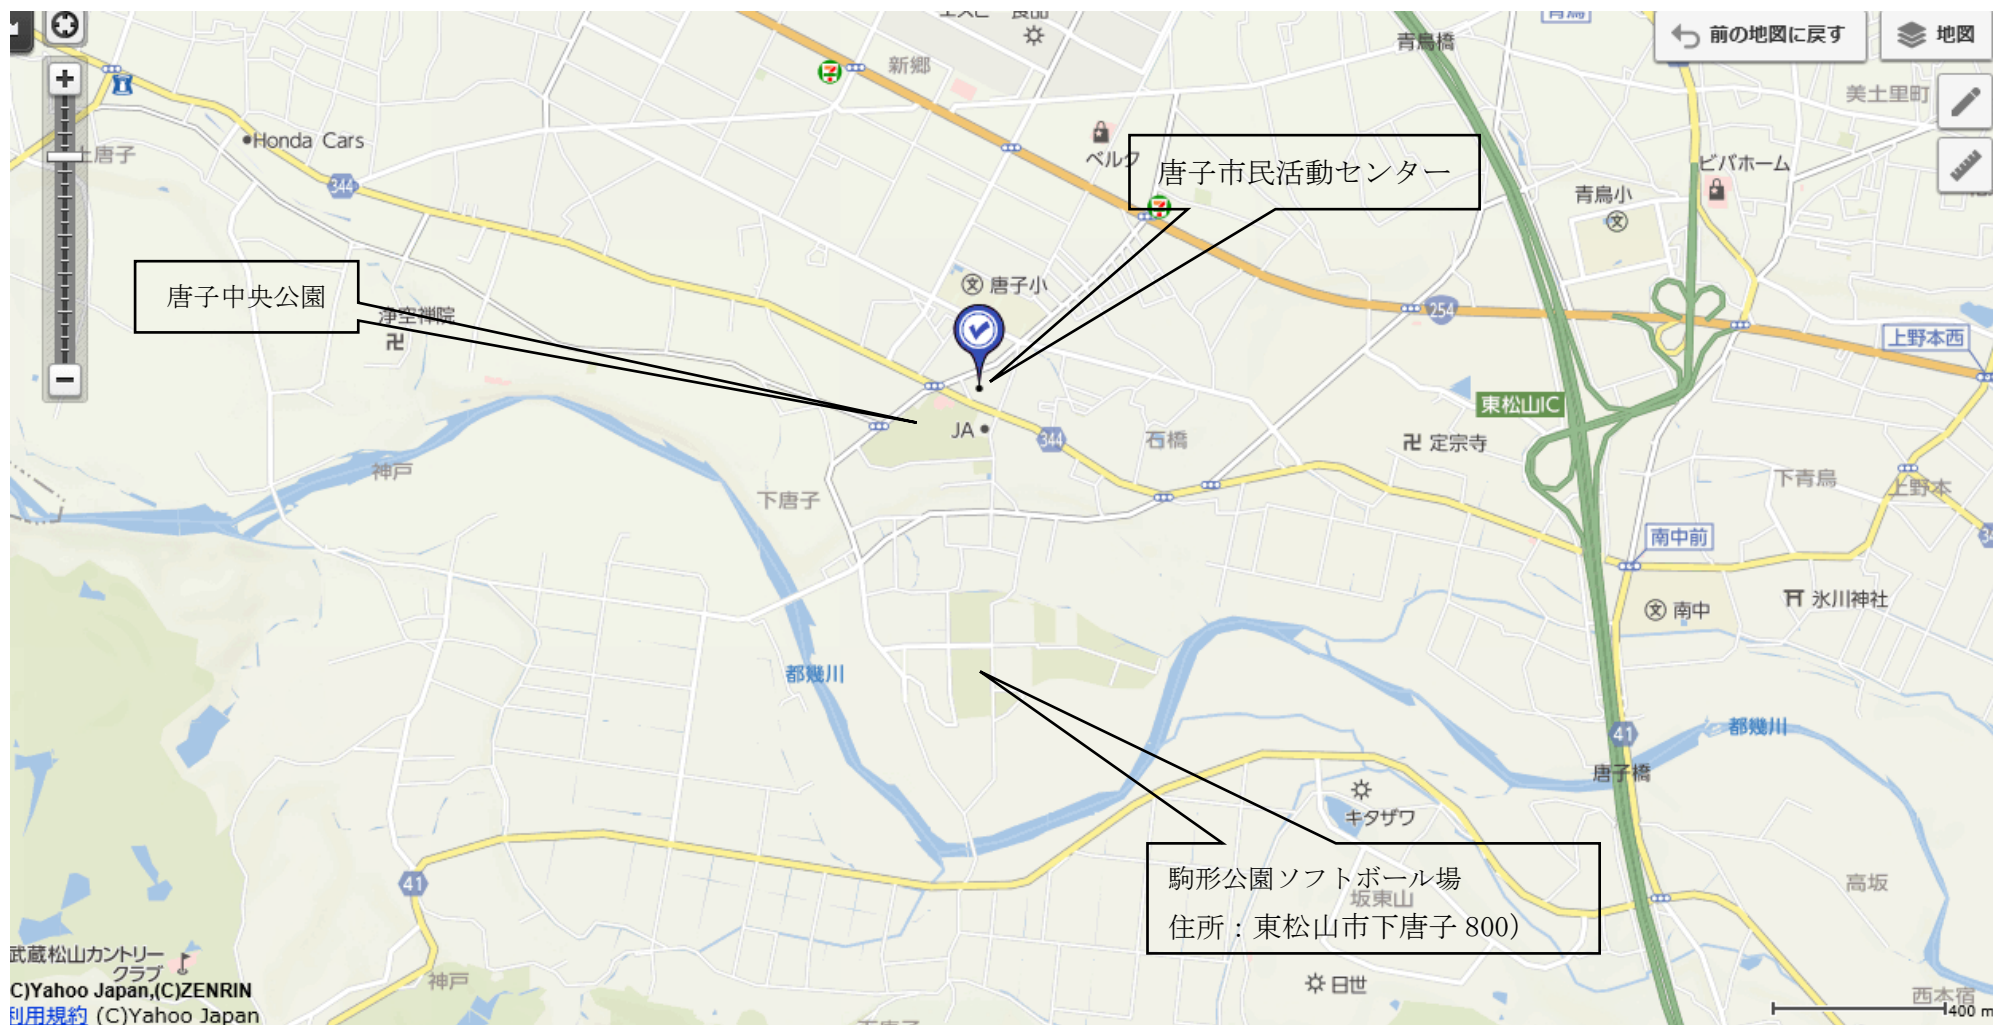 青鳥橋
前の地図に戻す
地図
新郷
美土里町
Honda Cars
上唐子
344
ベルク
唐子市民活動センター
ビバホーム
青鳥小
唐子中央公園
唐子小
浄空禅院
254
上野本西
東松山IC
JA
344
石橋
定宗寺
神戸
下唐子
下青鳥
上野本
南中前
南中
氷川神社
都幾川
都幾川
41
唐子橋
キタザワ
駒形公園ソフトボール場
住所：東松山市下唐子 800）
坂東山
高坂
41
武蔵松山カントリー
クラブ
神戸
日世
西本宿
C)Yahoo Japan,(C)ZENRIN
利用規約 (C)Yahoo Japan
400 m